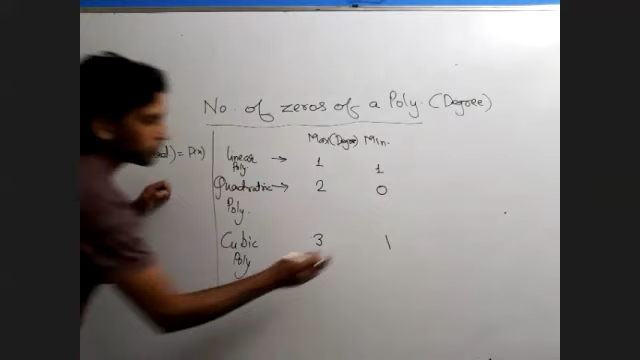 No. of zeros of a Poly. (Degree)
Max(Degree) Min.
) = P(x)
Linear Poly → 1 1
Quadratic Poly. → 2 0
Cubic Poly 3 1